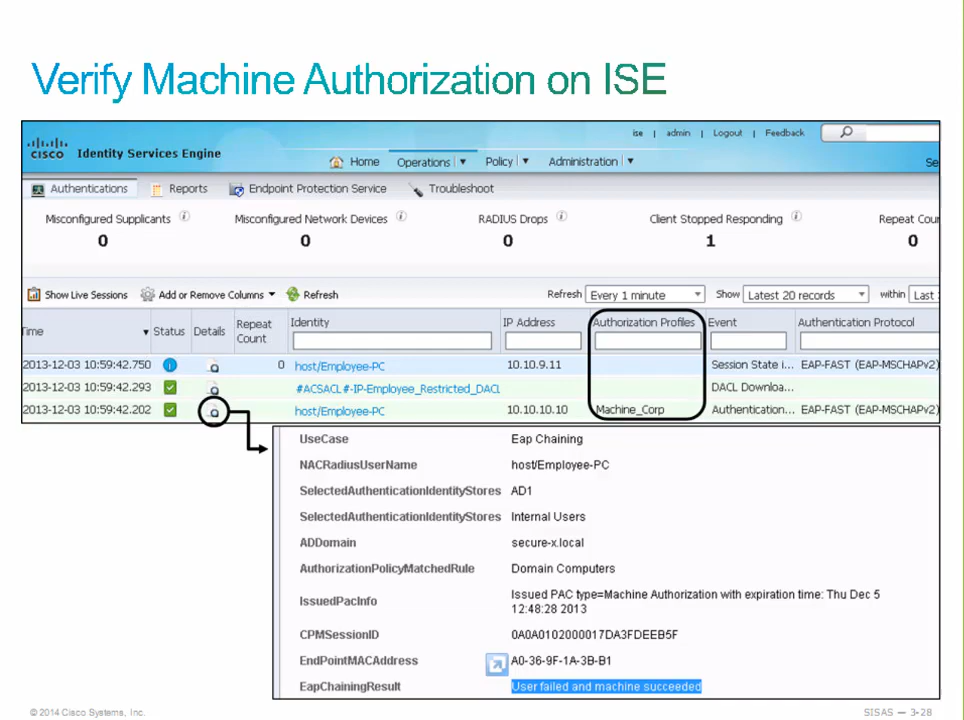 Verify Machine Authorization on ISE
ise | admin | Logout | Feedback
CISCO Identity Services Engine
Home Operations Policy Administration
Authentications Reports Endpoint Protection Service Troubleshoot
Misconfigured Supplicants Misconfigured Network Devices RADIUS Drops Client Stopped Responding Repeat Cour
0 0 0 1 0
Show Live Sessions Add or Remove Columns Refresh Refresh Every 1 minute Show Latest 20 records within Last
Time Status Details Repeat Count Identity IP Address Authorization Profiles Event Authentication Protocol
2013-12-03 10:59:42.750 0 host/Employee-PC 10.10.9.11 Session State i... EAP-FAST (EAP-MSCHAPv2)
2013-12-03 10:59:42.293 #ACSACL#-IP-Employee_Restricted_DACL DACL Downloa...
2013-12-03 10:59:42.202 host/Employee-PC 10.10.10.10 Machine_Corp Authentication... EAP-FAST (EAP-MSCHAPv2)
UseCase Eap Chaining
NACRadiusUserName host/Employee-PC
SelectedAuthenticationIdentityStores AD1
SelectedAuthenticationIdentityStores Internal Users
ADDomain secure-x.local
AuthorizationPolicyMatchedRule Domain Computers
IssuedPacInfo Issued PAC type=Machine Authorization with expiration time: Thu Dec 5
12:48:28 2013
CPMSessionID 0A0A0102000017DA3FDEEB5F
EndPointMACAddress A0-36-9F-1A-3B-B1
EapChainingResult User failed and machine succeeded
© 2014 Cisco Systems, Inc. SISAS — 3-28